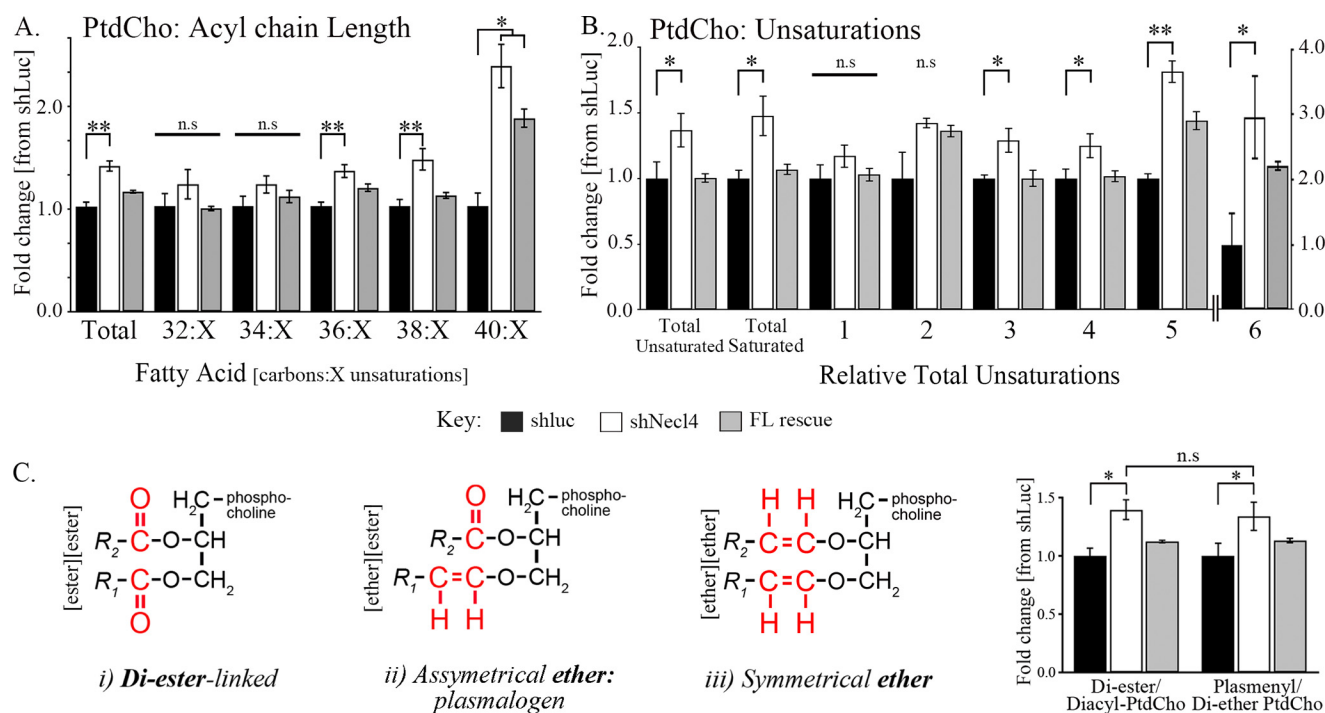 A.
PtdCho: Acyl chain Length
Fold change [from shLuc]
2.0
1.0
0.0
**
n.s
n.s
**
**
*
Total 32:X 34:X 36:X 38:X 40:X
Fatty Acid [carbons:X unsaturations]
B.
PtdCho: Unsaturations
Fold change [from shLuc]
2.0
1.5
1.0
0.5
0.0
*
*
n.s
n.s
*
*
**
*
4.0
3.0
2.0
1.0
0.0
Total Unsaturated
Total Saturated
1 2 3 4 5 6
Relative Total Unsaturations
Key: shluc shNecl4 FL rescue
C.
[ester][ester]
O
H2C–phospho-
choline
R2–C–O–CH
R1–C–O–CH2
O
i) Di-ester-linked
[ether][ester]
O
H2C–phospho-
choline
R2–C–O–CH
R1–C=C–O–CH2
H H
ii) Assymetrical ether:
plasmalogen
[ether][ether]
H H
H2C–phospho-
choline
R2–C=C–O–CH
R1–C=C–O–CH2
H H
iii) Symmetrical ether
Fold change [from shLuc]
1.5
1.0
0.5
0.0
*
n.s
*
Di-ester/
Diacyl-PtdCho
Plasmenyl/
Di-ether PtdCho